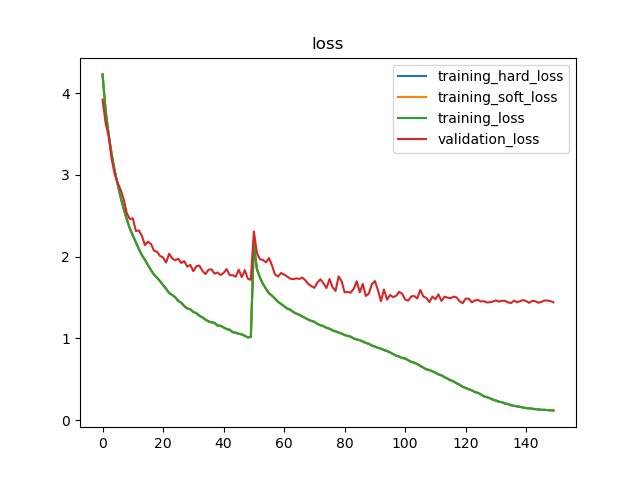 loss
training_hard_loss
training_soft_loss
training_loss
validation_loss
4
3
2
1
0
0 20 40 60 80 100 120 140